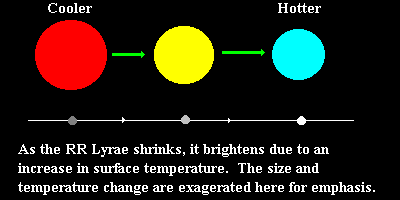 Cooler Hotter
As the RR Lyrae shrinks, it brightens due to an
increase in surface temperature. The size and
temperature change are exagerated here for emphasis.